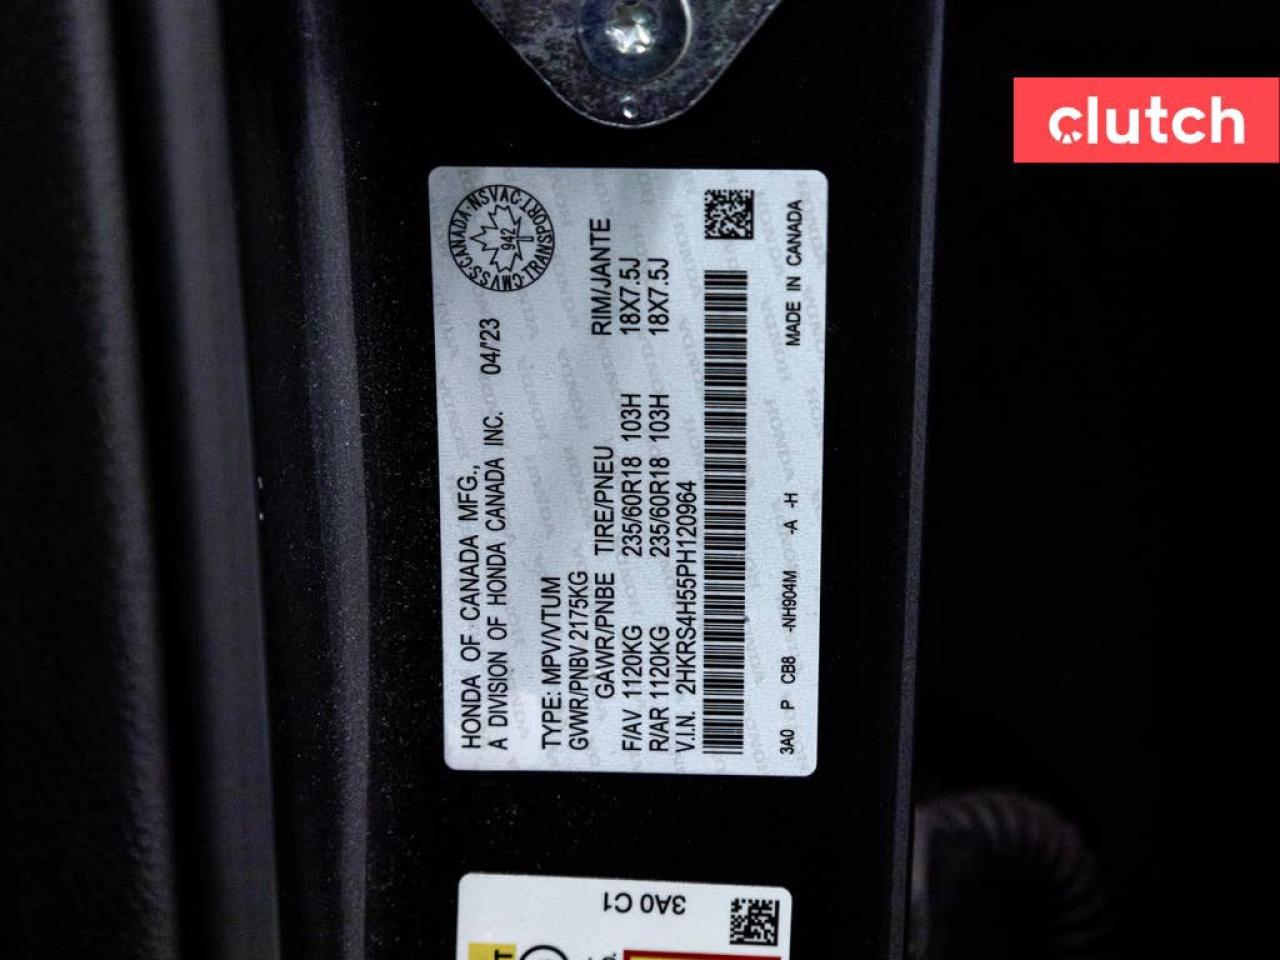 clutch
CMVSS·CANADA·NSVAC·TRANSPORT
942
HONDA OF CANADA MFG.,
A DIVISION OF HONDA CANADA INC. 04/'23
TYPE: MPV/VTUM
GVWR/PNBV 2175KG
GAWR/PNBE TIRE/PNEU RIM/JANTE
F/AV 1120KG 235/60R18 103H 18X7.5J
R/AR 1120KG 235/60R18 103H 18X7.5J
V.I.N. 2HKRS4H55PH120964
3A0 P CB8 -NH904M -A -H MADE IN CANADA
3A0 C1